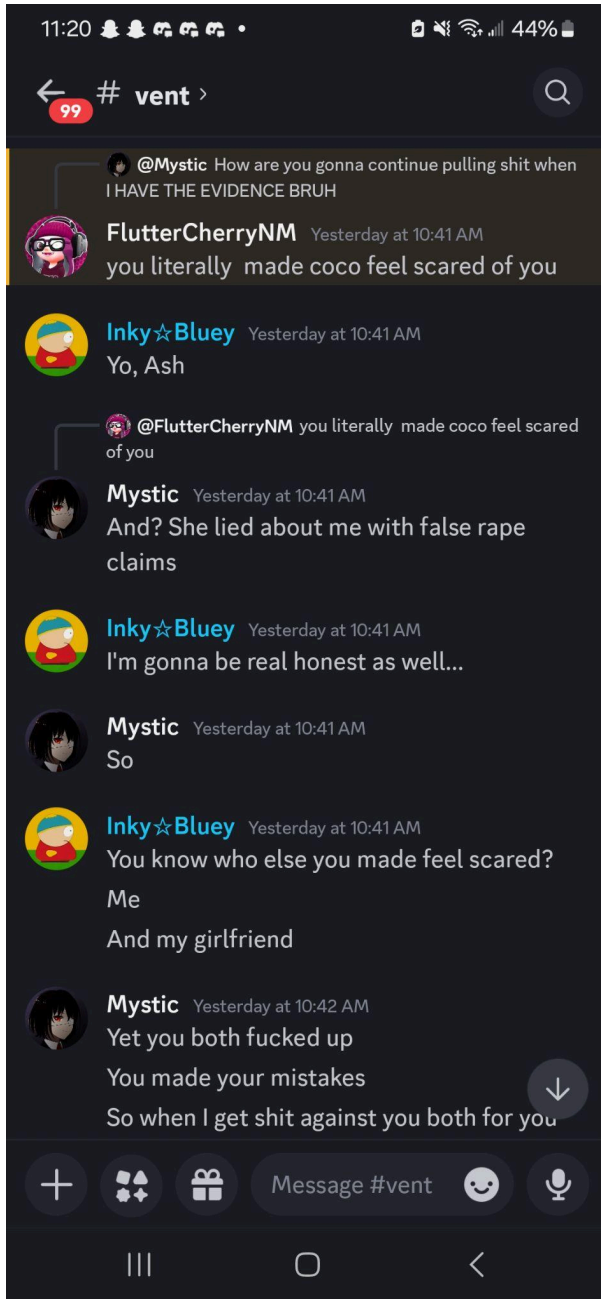 11:20
44%
99
# vent ›
@Mystic How are you gonna continue pulling shit when
I HAVE THE EVIDENCE BRUH
FlutterCherryNM Yesterday at 10:41 AM
you literally made coco feel scared of you
Inky☆Bluey Yesterday at 10:41 AM
Yo, Ash
@FlutterCherryNM you literally made coco feel scared
of you
Mystic Yesterday at 10:41 AM
And? She lied about me with false rape
claims
Inky☆Bluey Yesterday at 10:41 AM
I'm gonna be real honest as well...
Mystic Yesterday at 10:41 AM
So
Inky☆Bluey Yesterday at 10:41 AM
You know who else you made feel scared?
Me
And my girlfriend
Mystic Yesterday at 10:42 AM
Yet you both fucked up
You made your mistakes
So when I get shit against you both for you
Message #vent